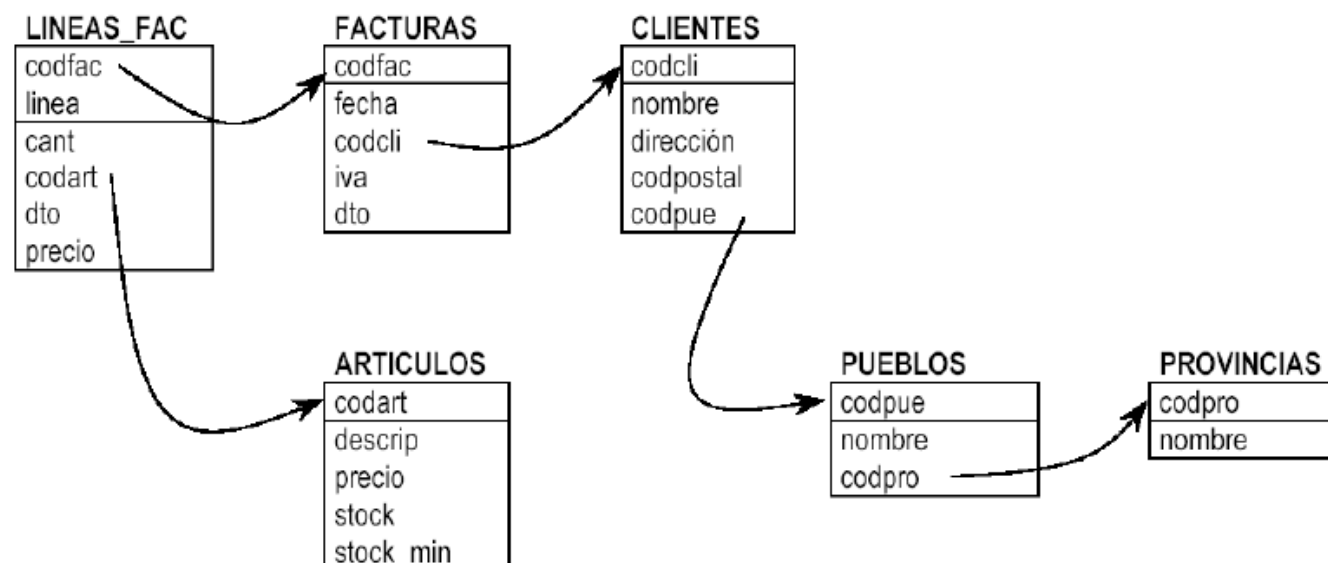 LINEAS_FAC
codfac
linea
cant
codart
dto
precio
FACTURAS
codfac
fecha
codcli
iva
dto
CLIENTES
codcli
nombre
dirección
codpostal
codpue
ARTICULOS
codart
descrip
precio
stock
stock_min
PUEBLOS
codpue
nombre
codpro
PROVINCIAS
codpro
nombre